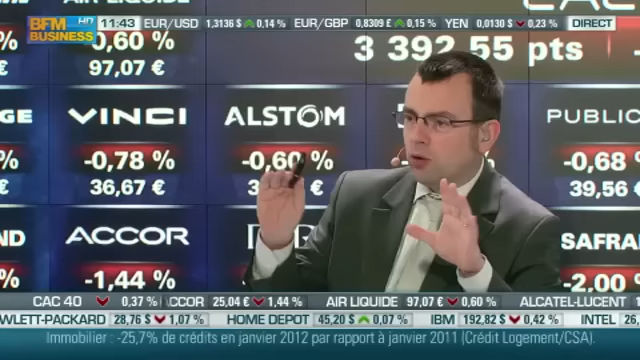 AIR LIQUIDE
CAC
BFM BUSINESS HD
11:43
EUR/USD 1,3136 $ 0,14 % EUR/GBP 0,8309 £ 0,15 % YEN 0,0130 $ 0,23 %
DIRECT
-0,60 %
97,07 €
3 392,55 pts
VINCI
-0,78 %
36,67 €
ALSTOM
-0,60 %
PUBLIC
-0,68
39,56
ACCOR
-1,44 %
SAFRAN
-2,00
CAC 40 0,37 % ACCOR 25,04 € 1,44 % AIR LIQUIDE 97,07 € 0,60 % ALCATEL-LUCENT
HEWLETT-PACKARD 28,76 $ 1,07 % HOME DEPOT 45,20 $ 0,07 % IBM 192,82 $ 0,42 % INTEL 26
Immobilier : -25,7% de crédits en janvier 2012 par rapport à janvier 2011 (Crédit Logement/CSA).